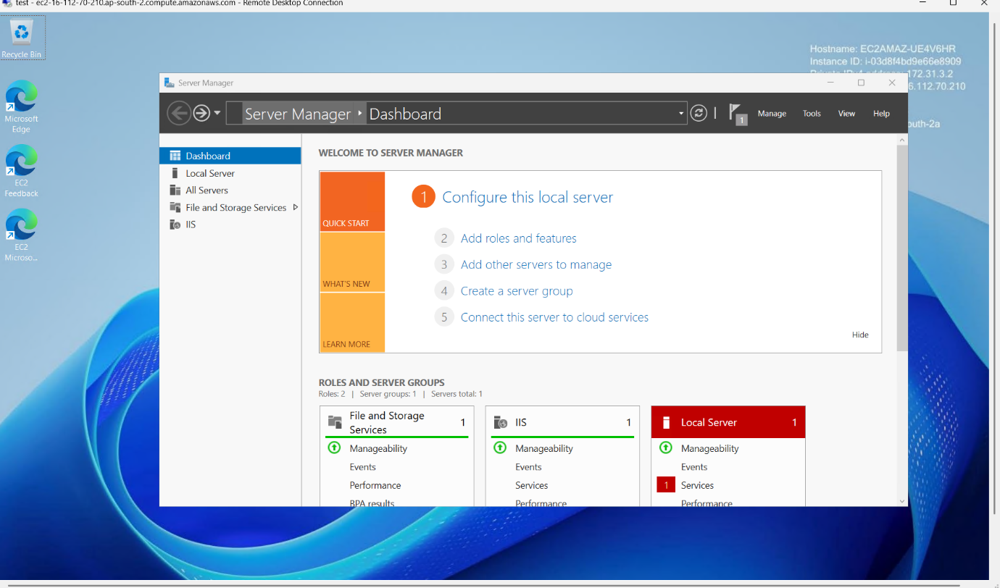 test - ec2-16-112-70-210.ap-south-2.compute.amazonaws.com - Remote Desktop Connection
Recycle Bin
Microsoft
Edge
EC2
Feedback
EC2
Microso...
Hostname: EC2AMAZ-UE4V6HR
Instance ID: i-03d8f4bd9e66e8909
172.31.3.2
6.112.70.210
outh-2a
Server Manager
Server Manager Dashboard
1
Manage
Tools
View
Help
Dashboard
Local Server
All Servers
File and Storage Services
IIS
WELCOME TO SERVER MANAGER
QUICK START
WHAT'S NEW
LEARN MORE
1 Configure this local server
2 Add roles and features
3 Add other servers to manage
4 Create a server group
5 Connect this server to cloud services
Hide
ROLES AND SERVER GROUPS
Roles: 2 | Server groups: 1 | Servers total: 1
File and Storage
Services 1
Manageability
Events
Performance
BPA results
IIS 1
Manageability
Events
Services
Performance
Local Server 1
Manageability
Events
1 Services
Performance